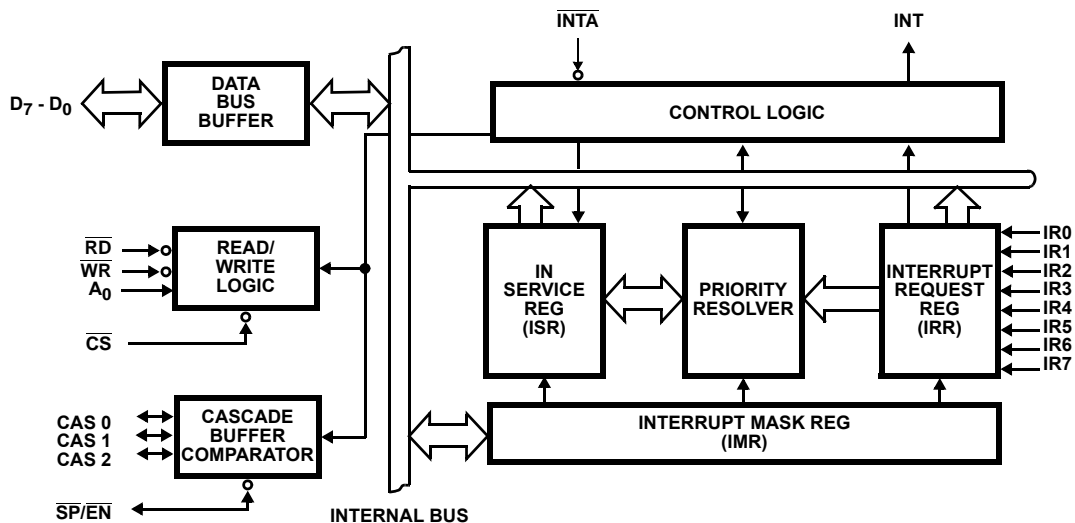 INTA
INT
DATA
BUS
BUFFER
D7 - D0
CONTROL LOGIC
RD
WR
A0
READ/
WRITE
LOGIC
CS
IN
SERVICE
REG
(ISR)
PRIORITY
RESOLVER
INTERRUPT
REQUEST
REG
(IRR)
IR0
IR1
IR2
IR3
IR4
IR5
IR6
IR7
CAS 0
CAS 1
CAS 2
CASCADE
BUFFER
COMPARATOR
INTERRUPT MASK REG
(IMR)
SP/EN
INTERNAL BUS